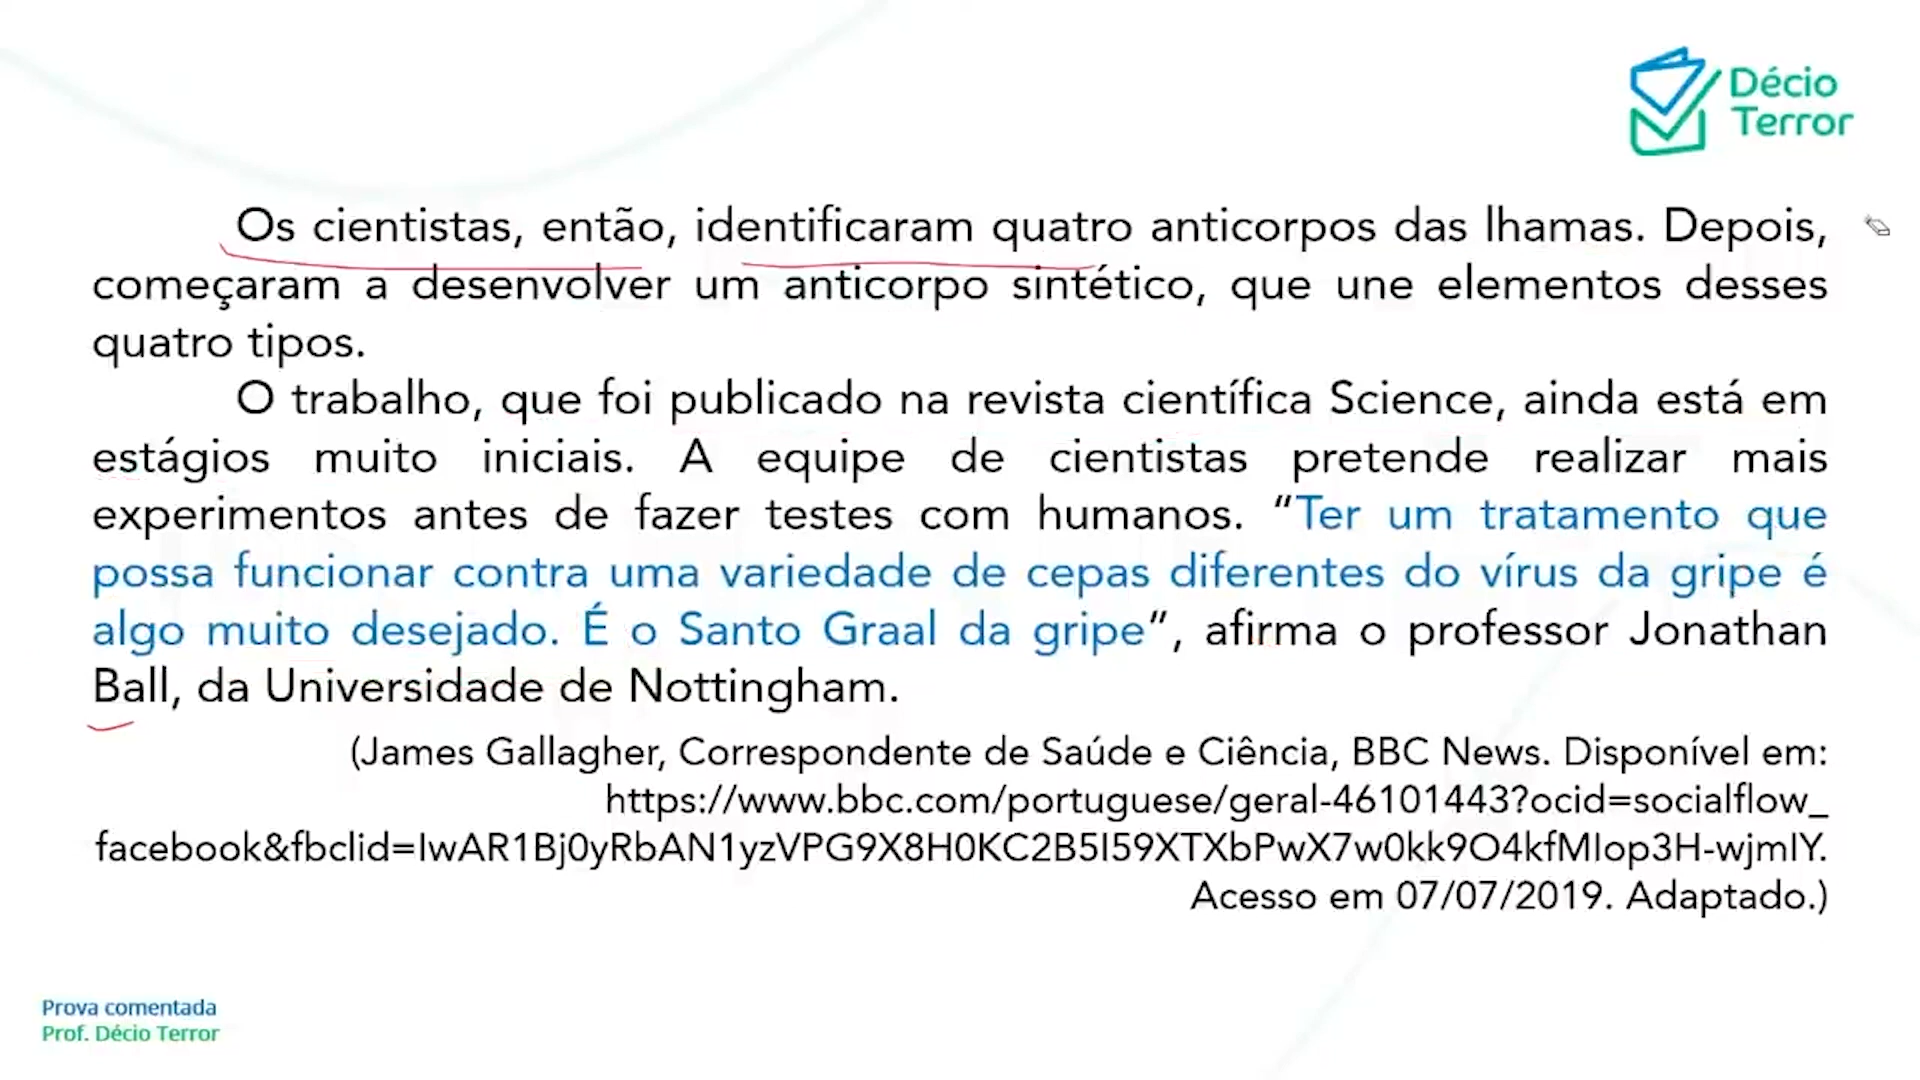 Décio
Terror
Os cientistas, então, identificaram quatro anticorpos das lhamas. Depois,
começaram a desenvolver um anticorpo sintético, que une elementos desses
quatro tipos.
O trabalho, que foi publicado na revista científica Science, ainda está em
estágios muito iniciais. A equipe de cientistas pretende realizar mais
experimentos antes de fazer testes com humanos. “Ter um tratamento que
possa funcionar contra uma variedade de cepas diferentes do vírus da gripe é
algo muito desejado. É o Santo Graal da gripe”, afirma o professor Jonathan
Ball, da Universidade de Nottingham.
(James Gallagher, Correspondente de Saúde e Ciência, BBC News. Disponível em:
https://www.bbc.com/portuguese/geral-46101443?ocid=socialflow_
facebook&fbclid=IwAR1Bj0yRbAN1yzVPG9X8H0KC2B5I59XTXbPwX7w0kk9O4kfMIop3H-wjmIY.
Acesso em 07/07/2019. Adaptado.)
Prova comentada
Prof. Décio Terror